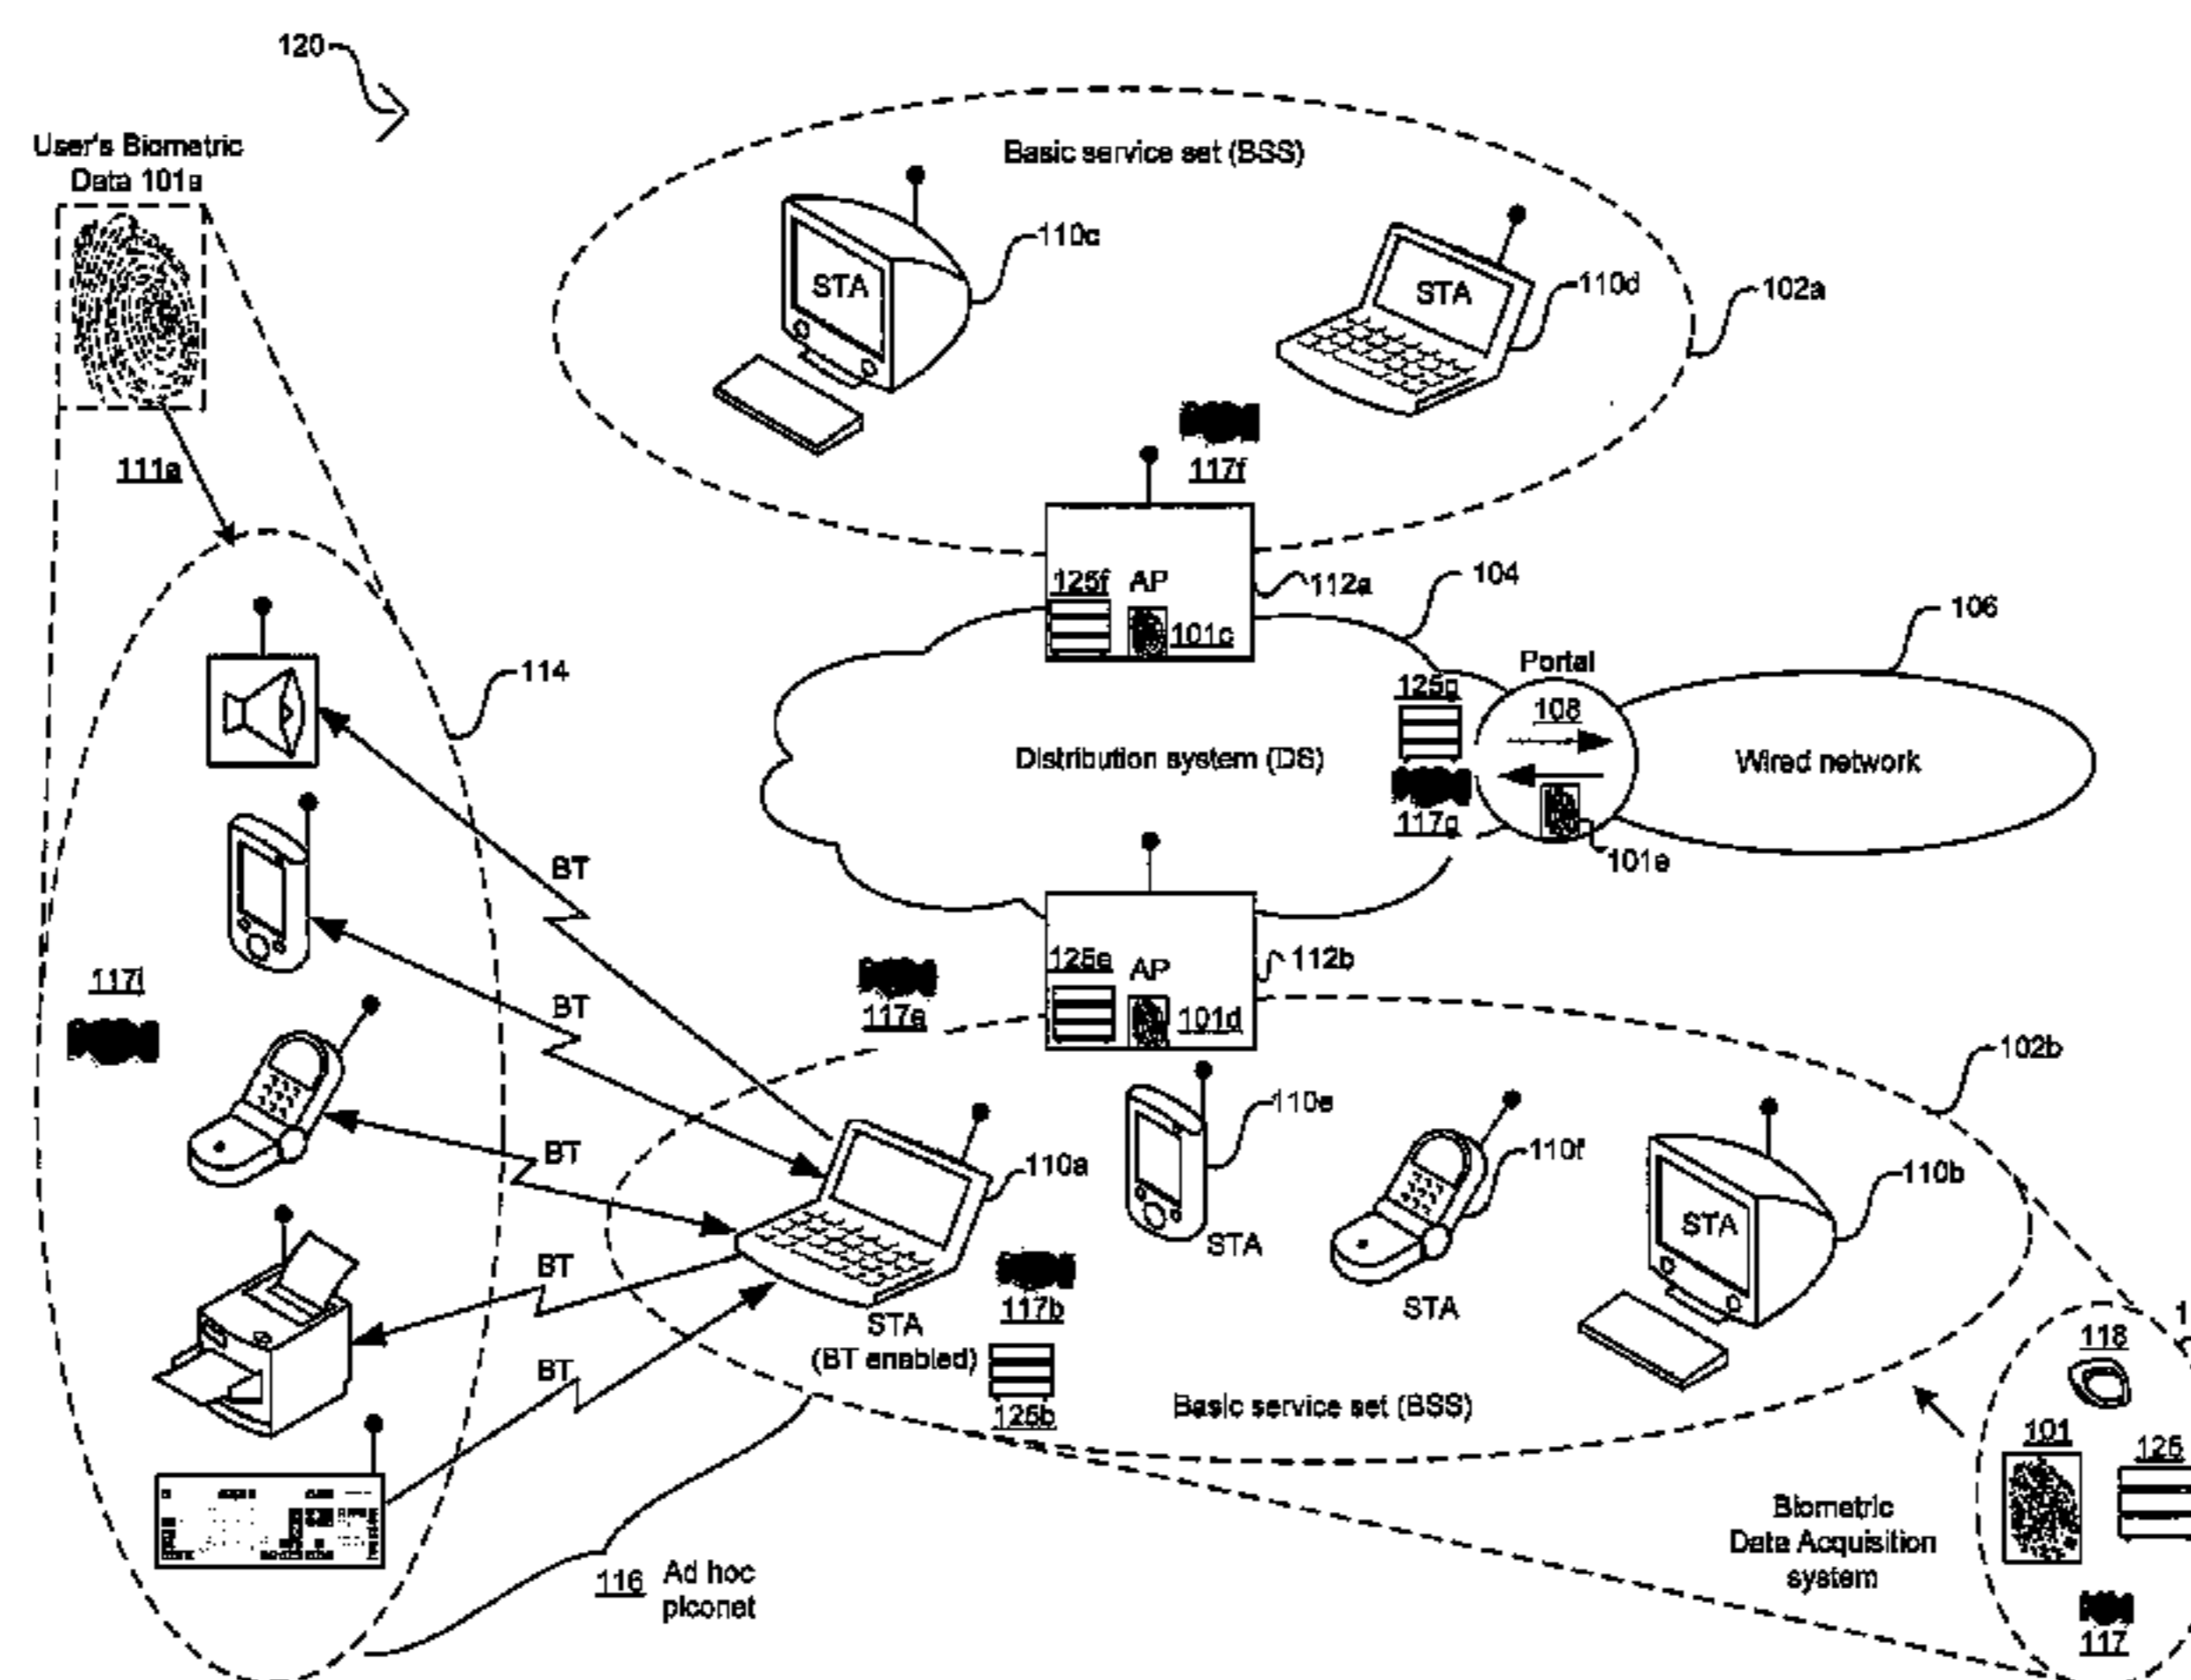 120
User's Biometric
Data 101a
111a
Basic service set (BSS)
STA
110c
STA
110d
102a
117f
125f AP
101c
112a
104
106
Portal
108
125g
117g
101e
Distribution system (DS)
Wired network
114
BT
BT
BT
BT
BT
117i
117e
125e AP
101d
112b
102b
110a
STA
(BT enabled)
117b
125b
110e
STA
110f
STA
STA
110b
Basic service set (BSS)
116 Ad hoc
piconet
118
101
125
117
Biometric
Data Acquisition
system